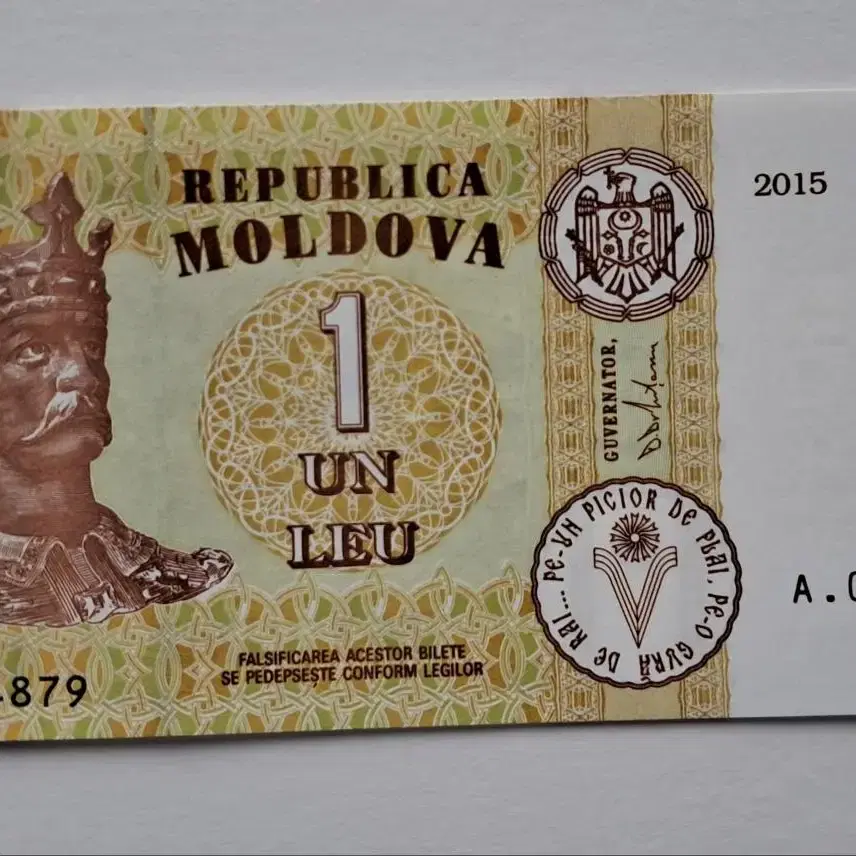 REPUBLICA
MOLDOVA
2015
1
UN
LEU
GUVERNATOR,
PE-UN PICIOR DE PLAI, PE-O GURĂ DE RAI...
A.
FALSIFICAREA ACESTOR BILETE
SE PEDEPSEȘTE CONFORM LEGILOR
879